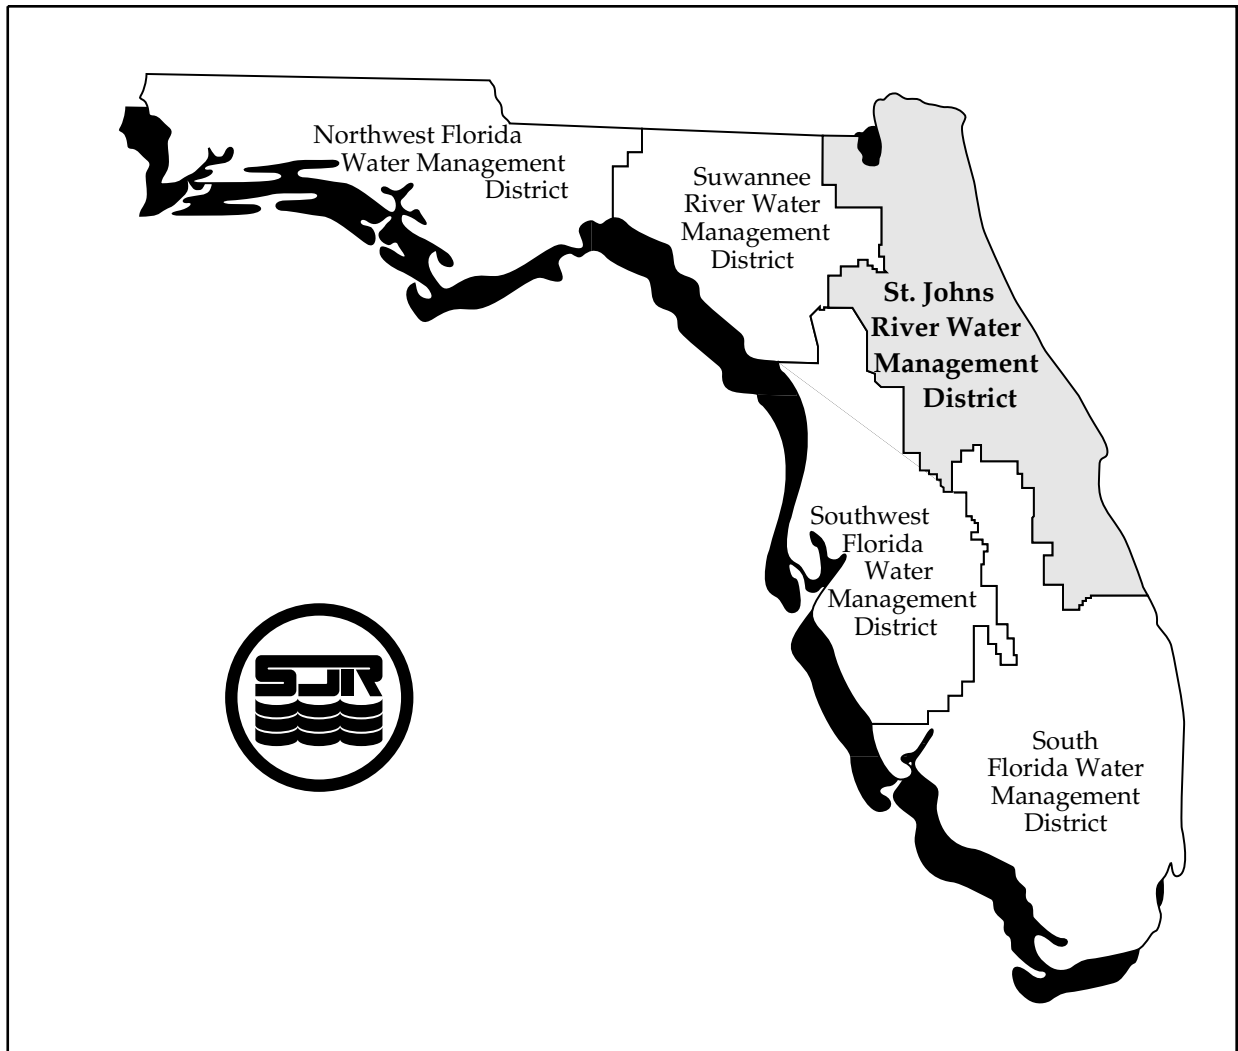 Northwest Florida
Water Management
District
Suwannee
River Water
Management
District
St. Johns
River Water
Management
District
Southwest
Florida
Water
Management
District
SJR
South
Florida Water
Management
District